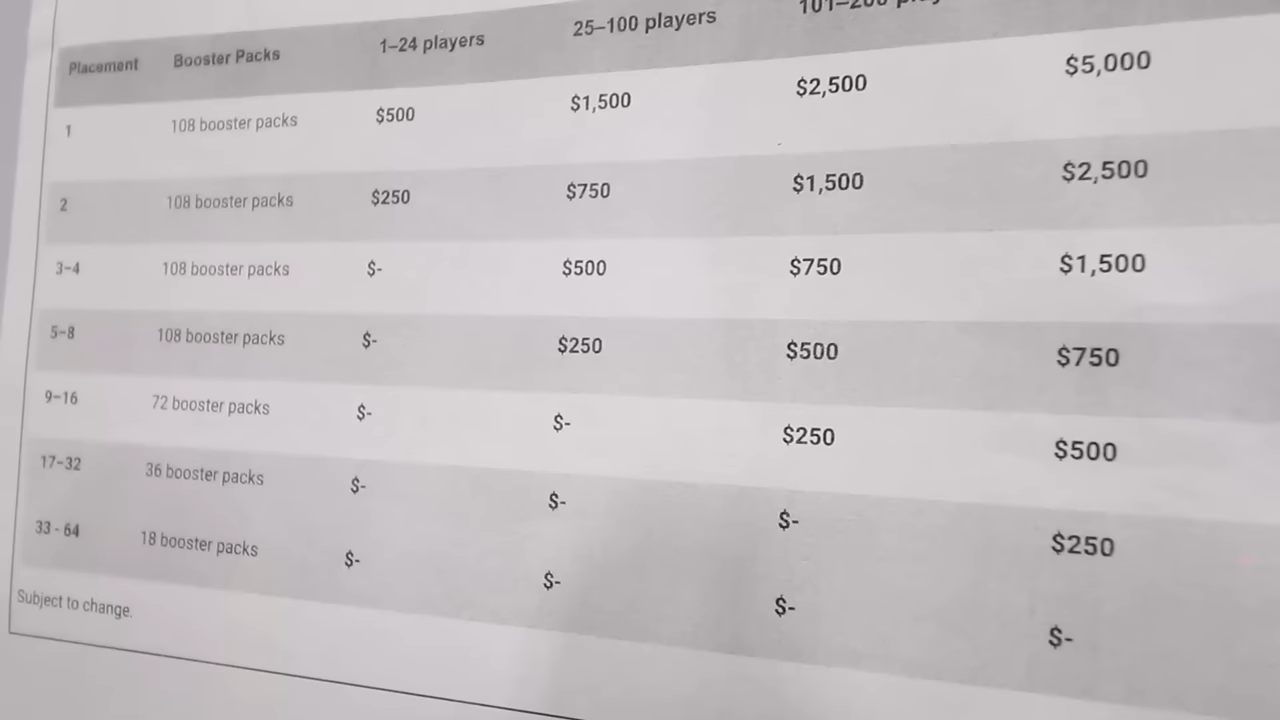 Placement Booster Packs 1–24 players 25–100 players
1 108 booster packs $500 $1,500 $2,500 $5,000
2 108 booster packs $250 $750 $1,500 $2,500
3–4 108 booster packs $- $500 $750 $1,500
5–8 108 booster packs $- $250 $500 $750
9–16 72 booster packs $- $- $250 $500
17–32 36 booster packs $- $- $- $250
33 - 64 18 booster packs $- $- $- $-
Subject to change.